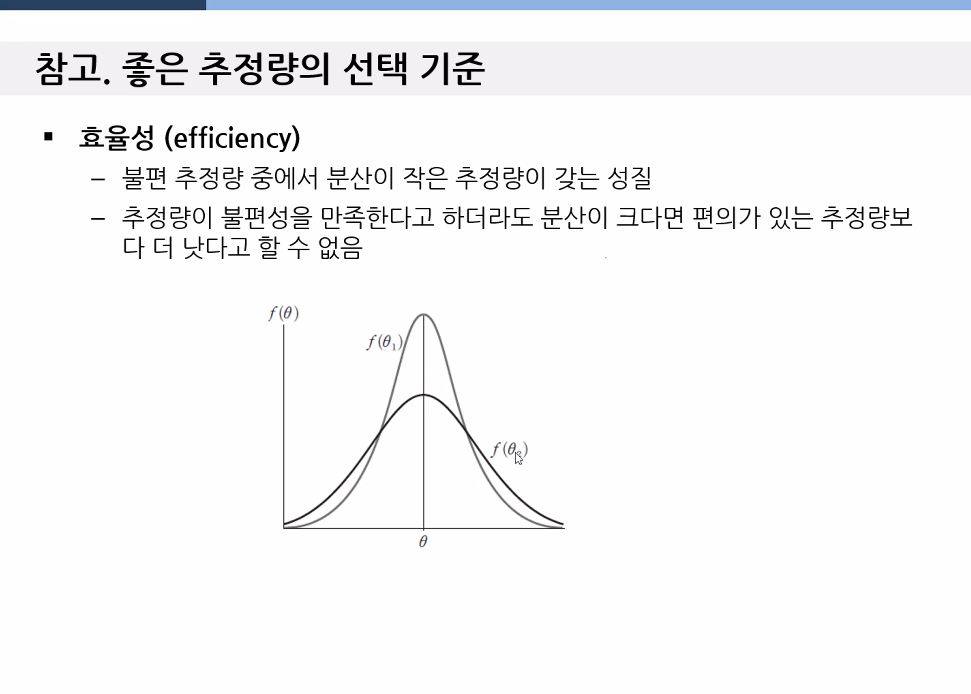 참고. 좋은 추정량의 선택 기준
▪ 효율성 (efficiency)
– 불편 추정량 중에서 분산이 작은 추정량이 갖는 성질
– 추정량이 불편성을 만족한다고 하더라도 분산이 크다면 편의가 있는 추정량보
다 더 낫다고 할 수 없음
f(θ)
f(θ₁)
θ